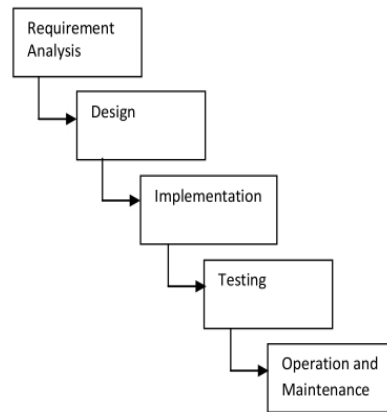 Requirement
Analysis
Design
Implementation
Testing
Operation and
Maintenance